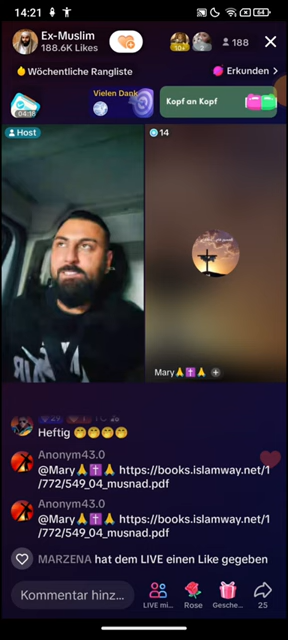 14:21
64
Ex-Muslim
188.6K Likes
188
Wöchentliche Rangliste
Erkunden >
04:18
Vielen Dank
Kopf an Kopf
Host
14
Mary🙏✝️🙏
Heftig 🤭🤭🤭🤭
Anonym43.0
@Mary🙏✝️🙏 https://books.islamway.net/1
/772/549_04_musnad.pdf
Anonym43.0
@Mary🙏✝️🙏 https://books.islamway.net/1
/772/549_04_musnad.pdf
MARZENA hat dem LIVE einen Like gegeben
Kommentar hinz...
LIVE mi...
Rose
Gesche...
25